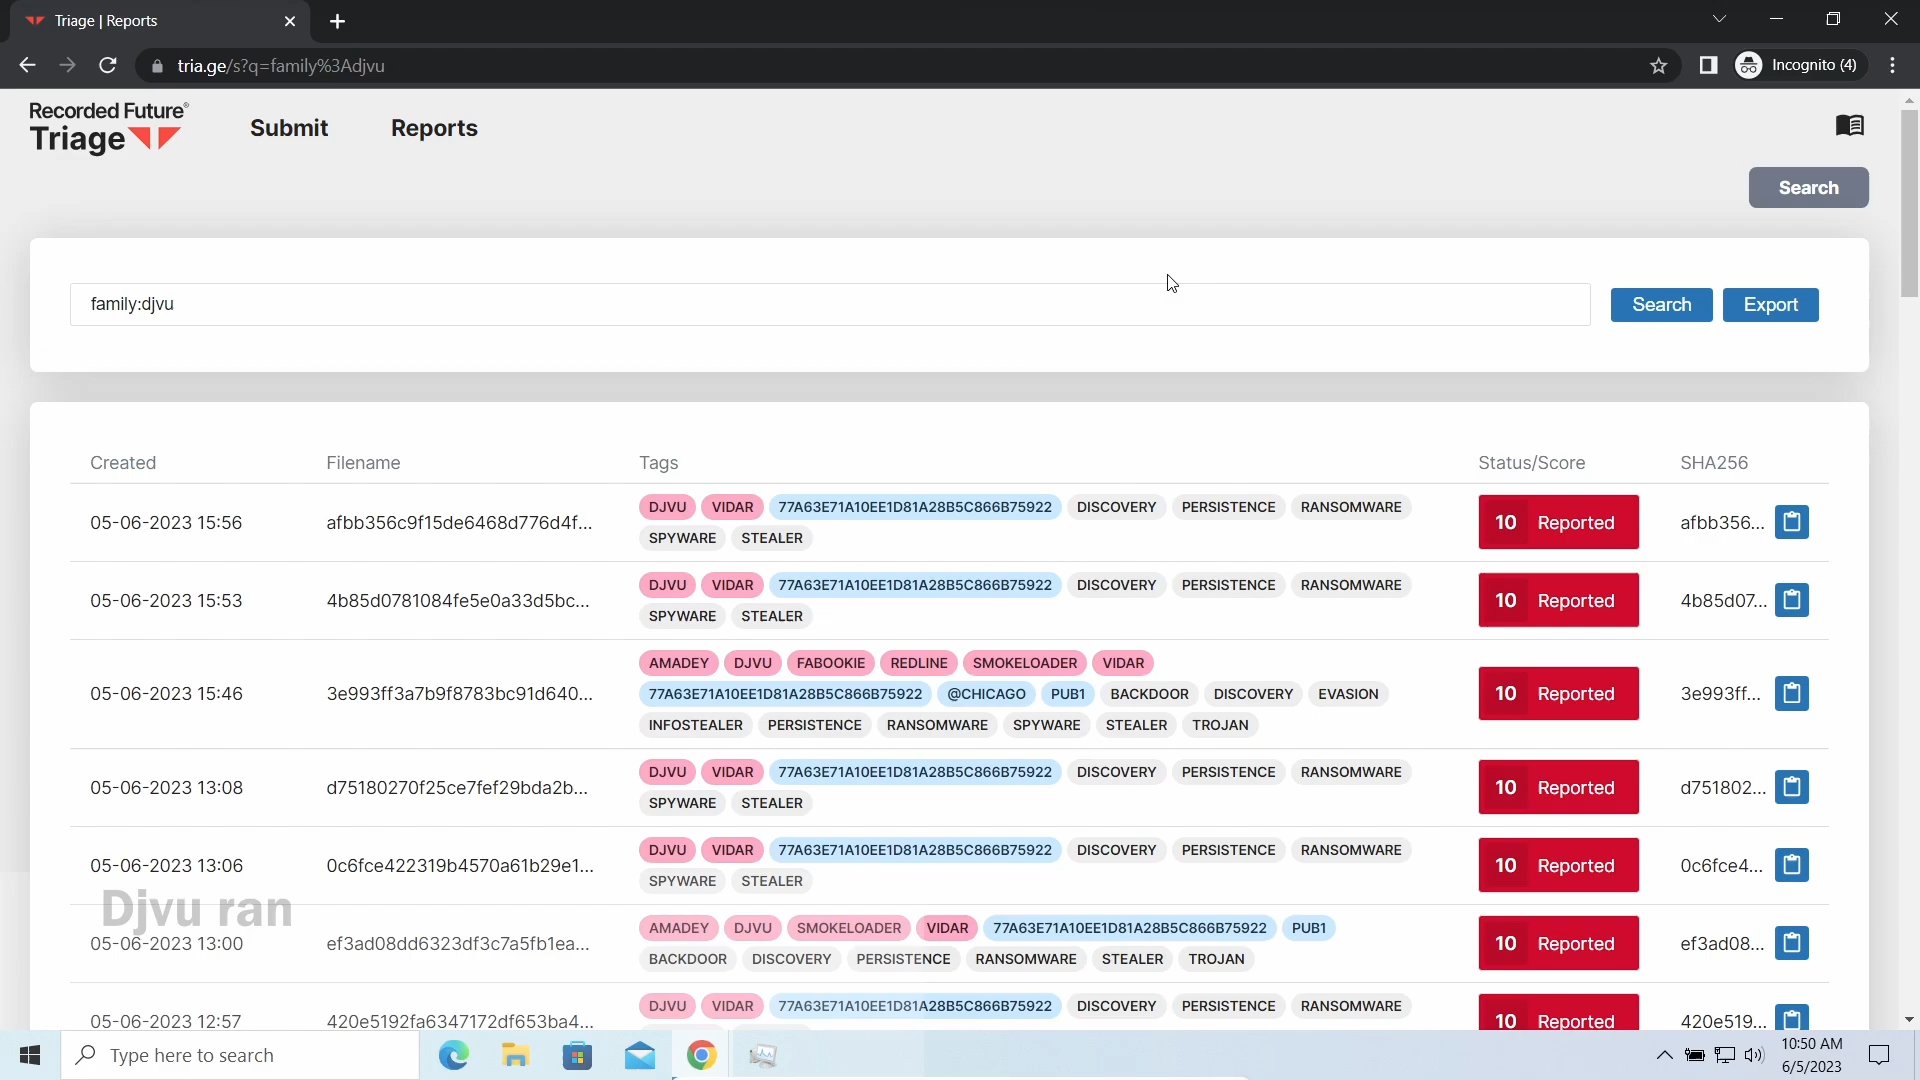 Triage | Reports
tria.ge/s?q=family%3Adjvu
Incognito (4)
Recorded Future®
Triage
Submit
Reports
Search
family:djvu
Search
Export
Created
Filename
Tags
Status/Score
SHA256
05-06-2023 15:56
afbb356c9f15de6468d776d4f...
DJVU VIDAR 77A63E71A10EE1D81A28B5C866B75922 DISCOVERY PERSISTENCE RANSOMWARE
SPYWARE STEALER
10 Reported
afbb356...
05-06-2023 15:53
4b85d0781084fe5e0a33d5bc...
DJVU VIDAR 77A63E71A10EE1D81A28B5C866B75922 DISCOVERY PERSISTENCE RANSOMWARE
SPYWARE STEALER
10 Reported
4b85d07...
05-06-2023 15:46
3e993ff3a7b9f8783bc91d640...
AMADEY DJVU FABOOKIE REDLINE SMOKELOADER VIDAR
77A63E71A10EE1D81A28B5C866B75922 @CHICAGO PUB1 BACKDOOR DISCOVERY EVASION
INFOSTEALER PERSISTENCE RANSOMWARE SPYWARE STEALER TROJAN
10 Reported
3e993ff...
05-06-2023 13:08
d75180270f25ce7fef29bda2b...
DJVU VIDAR 77A63E71A10EE1D81A28B5C866B75922 DISCOVERY PERSISTENCE RANSOMWARE
SPYWARE STEALER
10 Reported
d751802...
05-06-2023 13:06
0c6fce422319b4570a61b29e1...
DJVU VIDAR 77A63E71A10EE1D81A28B5C866B75922 DISCOVERY PERSISTENCE RANSOMWARE
SPYWARE STEALER
10 Reported
0c6fce4...
Djvu ran
05-06-2023 13:00
ef3ad08dd6323df3c7a5fb1ea...
AMADEY DJVU SMOKELOADER VIDAR 77A63E71A10EE1D81A28B5C866B75922 PUB1
BACKDOOR DISCOVERY PERSISTENCE RANSOMWARE STEALER TROJAN
10 Reported
ef3ad08...
05-06-2023 12:57
420e5192fa6347172df653ba4...
DJVU VIDAR 77A63E71A10EE1D81A28B5C866B75922 DISCOVERY PERSISTENCE RANSOMWARE
10 Reported
420e519...
Type here to search
10:50 AM
6/5/2023